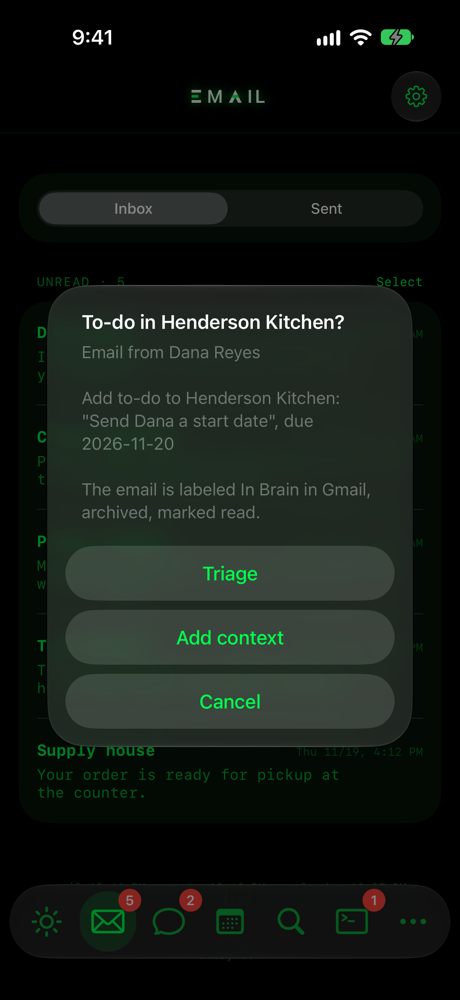 9:41
EMAIL
Inbox
Sent
UNREAD · 5
Select
To-do in Henderson Kitchen?
Email from Dana Reyes
Add to-do to Henderson Kitchen:
"Send Dana a start date", due
2026-11-20
The email is labeled In Brain in Gmail,
archived, marked read.
Triage
Add context
Cancel
Supply house
Thu 11/19, 4:12 PM
Your order is ready for pickup at
the counter.
5
2
1